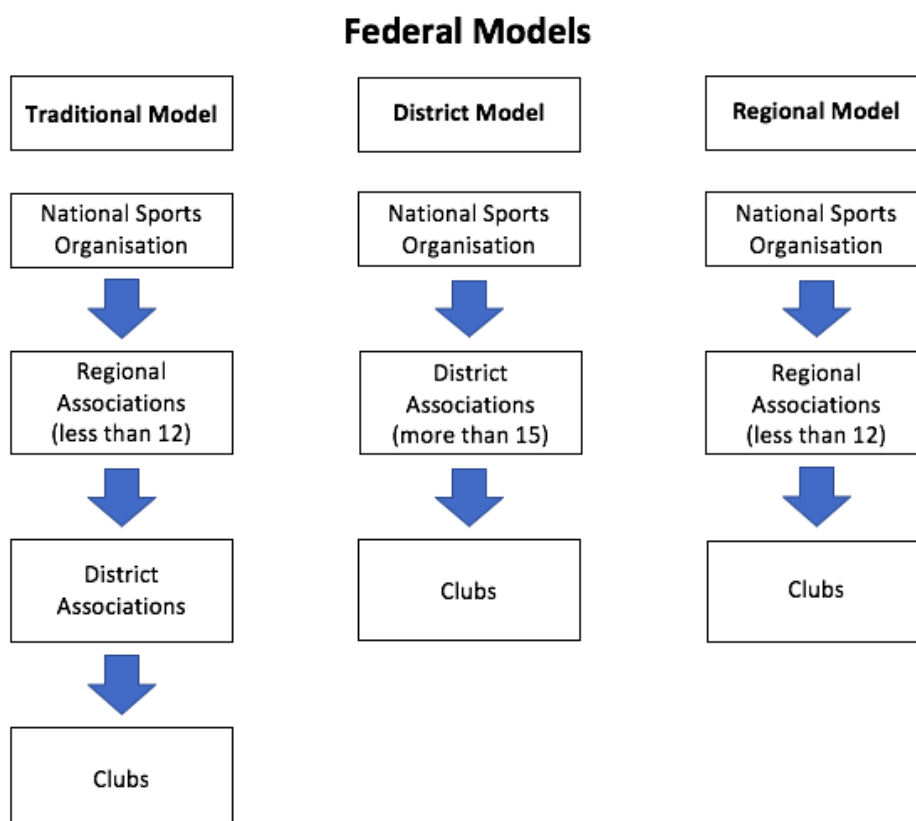 Federal Models
Traditional Model
District Model
Regional Model
National Sports
Organisation
National Sports
Organisation
National Sports
Organisation
Regional
Associations
(less than 12)
District
Associations
(more than 15)
Regional
Associations
(less than 12)
District
Associations
Clubs
Clubs
Clubs